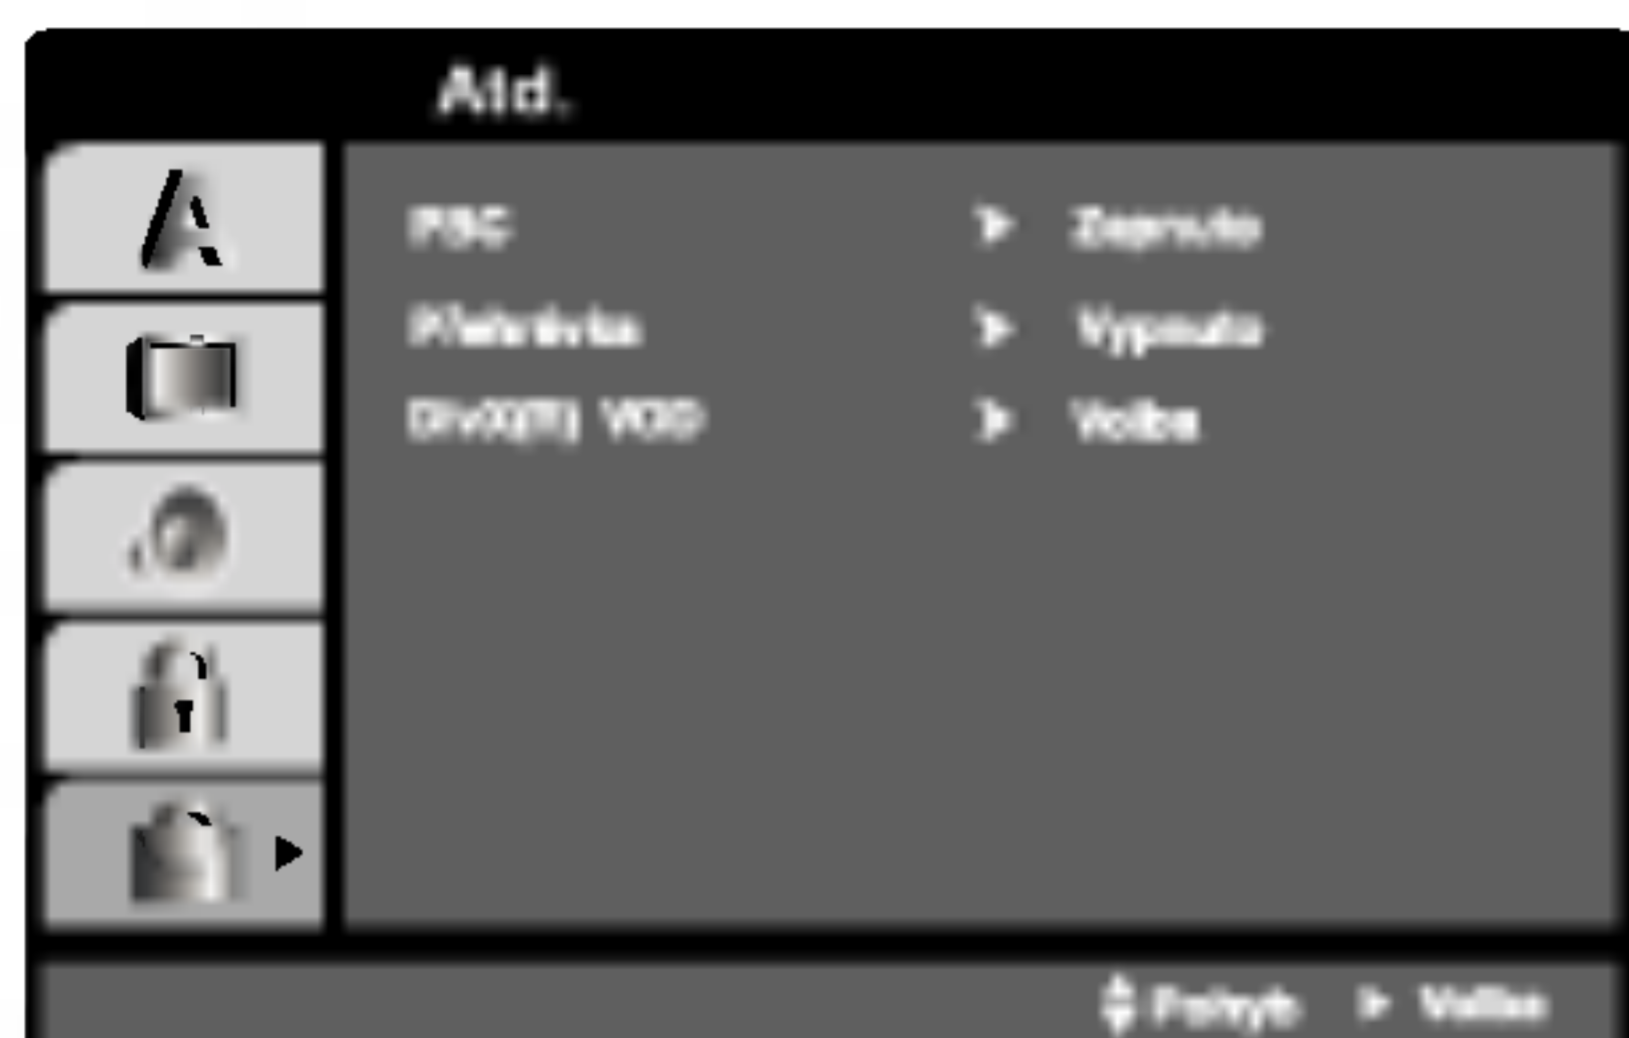 Atd.
PBC Zapnuto
Přehrávka Vypnuto
DivX(R) VOD Volba
Pohyb Volba